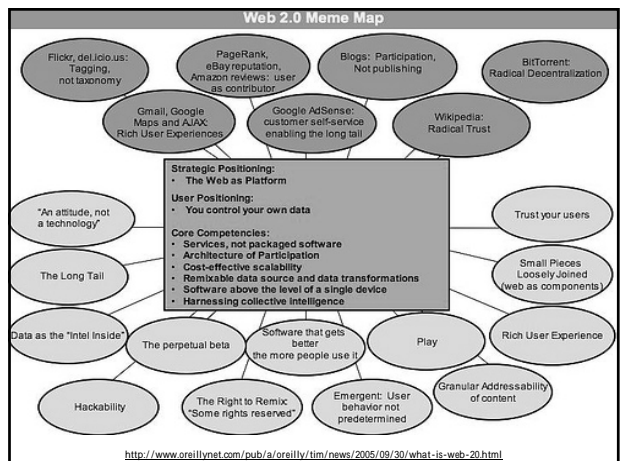 Web 2.0 Meme Map
Flickr, del.icio.us:
Tagging,
not taxonomy
PageRank,
eBay reputation,
Amazon reviews: user
as contributor
Blogs: Participation,
Not publishing
BitTorrent:
Radical Decentralization
Gmail, Google
Maps and AJAX:
Rich User Experiences
Google AdSense:
customer self-service
enabling the long tail
Wikipedia:
Radical Trust
Strategic Positioning:
• The Web as Platform
User Positioning:
• You control your own data
Core Competencies:
• Services, not packaged software
• Architecture of Participation
• Cost-effective scalability
• Remixable data source and data transformations
• Software above the level of a single device
• Harnessing collective intelligence
"An attitude, not
a technology"
Trust your users
The Long Tail
Small Pieces
Loosely Joined
(web as components)
Data as the "Intel Inside"
The perpetual beta
Software that gets
better
the more people use it
Play
Rich User Experience
Hackability
The Right to Remix:
"Some rights reserved"
Emergent: User
behavior not
predetermined
Granular Addressability
of content
http://www.oreillynet.com/pub/a/oreilly/tim/news/2005/09/30/what-is-web-20.html